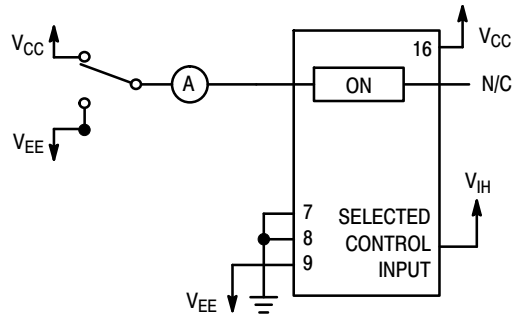 VCC
16
VCC
A
ON
N/C
VEE
VIH
7
SELECTED
8
CONTROL
9
INPUT
VEE